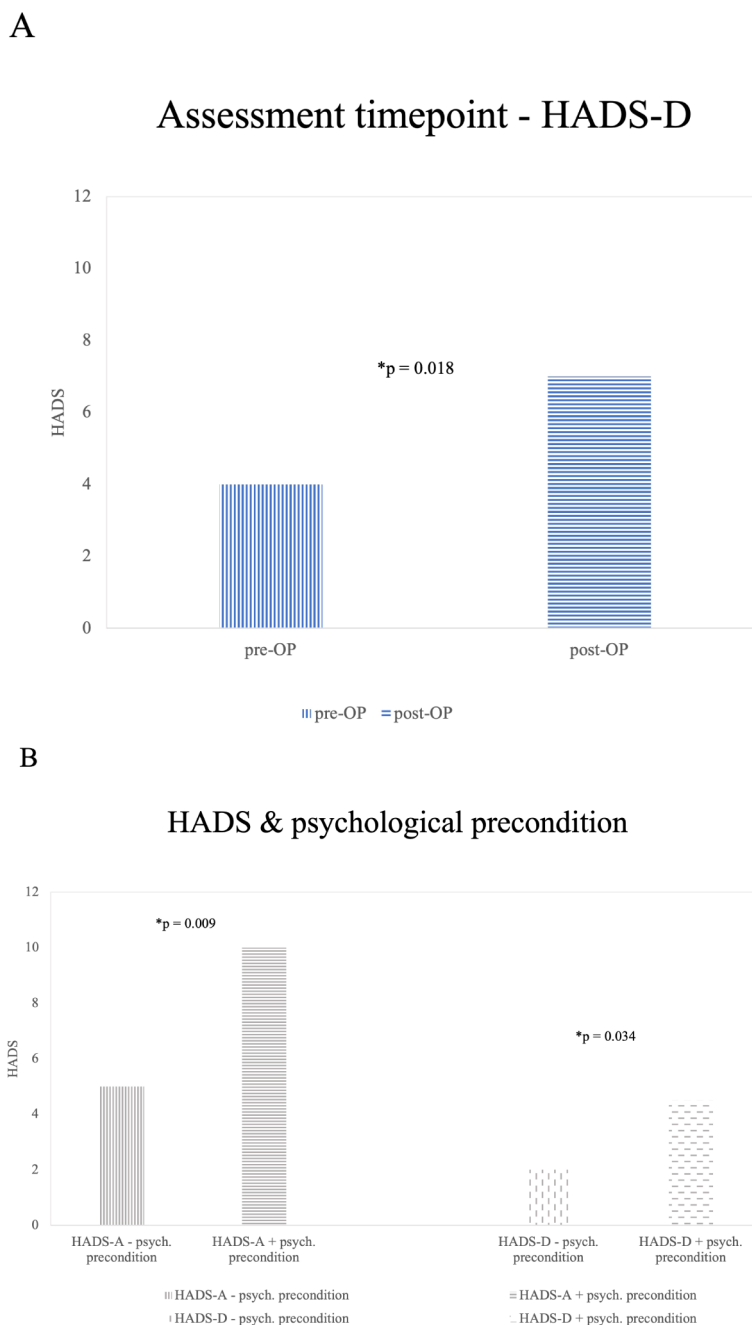 A
Assessment timepoint - HADS-D
12
10
8
6
4
2
0
HADS
*p = 0.018
pre-OP post-OP
pre-OP post-OP
B
HADS & psychological precondition
12
10
8
6
4
2
0
HADS
*p = 0.009
*p = 0.034
HADS-A - psych. HADS-A + psych. HADS-D - psych. HADS-D + psych.
precondition precondition precondition precondition
HADS-A - psych. precondition HADS-A + psych. precondition
HADS-D - psych. precondition HADS-D + psych. precondition